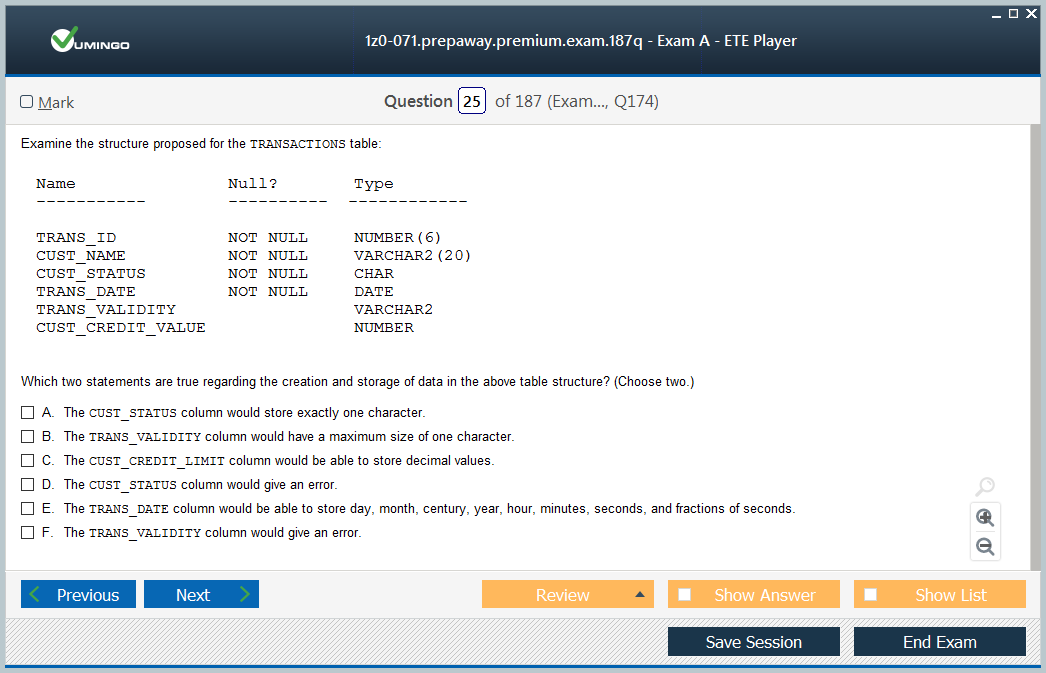 VUMINGO
1z0-071.prepaway.premium.exam.187q - Exam A - ETE Player
Mark
Question 25 of 187 (Exam..., Q174)
Examine the structure proposed for the TRANSACTIONS table:
Name Null? Type
----------- ---------- ------------
TRANS_ID NOT NULL NUMBER(6)
CUST_NAME NOT NULL VARCHAR2(20)
CUST_STATUS NOT NULL CHAR
TRANS_DATE NOT NULL DATE
TRANS_VALIDITY VARCHAR2
CUST_CREDIT_VALUE NUMBER
Which two statements are true regarding the creation and storage of data in the above table structure? (Choose two.)
A. The CUST_STATUS column would store exactly one character.
B. The TRANS_VALIDITY column would have a maximum size of one character.
C. The CUST_CREDIT_LIMIT column would be able to store decimal values.
D. The CUST_STATUS column would give an error.
E. The TRANS_DATE column would be able to store day, month, century, year, hour, minutes, seconds, and fractions of seconds.
F. The TRANS_VALIDITY column would give an error.
Previous Next Review Show Answer Show List
Save Session End Exam